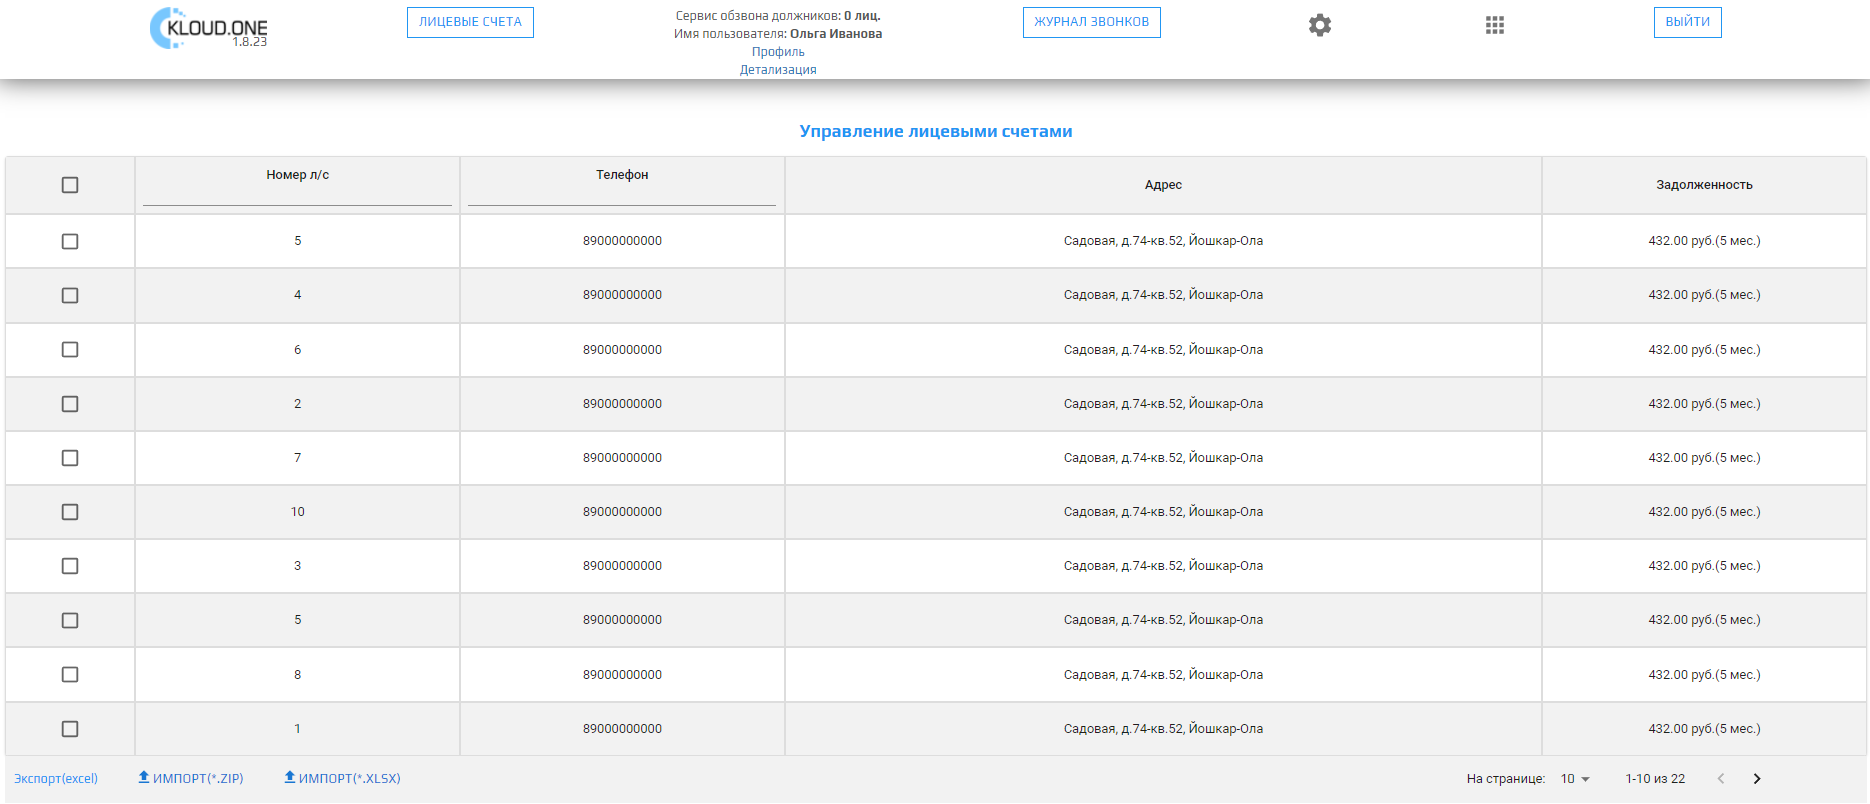 KLOUD.ONE
1.8.23
ЛИЦЕВЫЕ СЧЕТА
Сервис обзвона должников: 0 лиц.
Имя пользователя: Ольга Иванова
Профиль
Детализация
ЖУРНАЛ ЗВОНКОВ
ВЫЙТИ
Управление лицевыми счетами
Номер л/с Телефон Адрес Задолженность
5 89000000000 Садовая, д.74-кв.52, Йошкар-Ола 432.00 руб.(5 мес.)
4 89000000000 Садовая, д.74-кв.52, Йошкар-Ола 432.00 руб.(5 мес.)
6 89000000000 Садовая, д.74-кв.52, Йошкар-Ола 432.00 руб.(5 мес.)
2 89000000000 Садовая, д.74-кв.52, Йошкар-Ола 432.00 руб.(5 мес.)
7 89000000000 Садовая, д.74-кв.52, Йошкар-Ола 432.00 руб.(5 мес.)
10 89000000000 Садовая, д.74-кв.52, Йошкар-Ола 432.00 руб.(5 мес.)
3 89000000000 Садовая, д.74-кв.52, Йошкар-Ола 432.00 руб.(5 мес.)
5 89000000000 Садовая, д.74-кв.52, Йошкар-Ола 432.00 руб.(5 мес.)
8 89000000000 Садовая, д.74-кв.52, Йошкар-Ола 432.00 руб.(5 мес.)
1 89000000000 Садовая, д.74-кв.52, Йошкар-Ола 432.00 руб.(5 мес.)
Экспорт(excel) ИМПОРТ(*.ZIP) ИМПОРТ(*.XLSX) На странице: 10 1-10 из 22